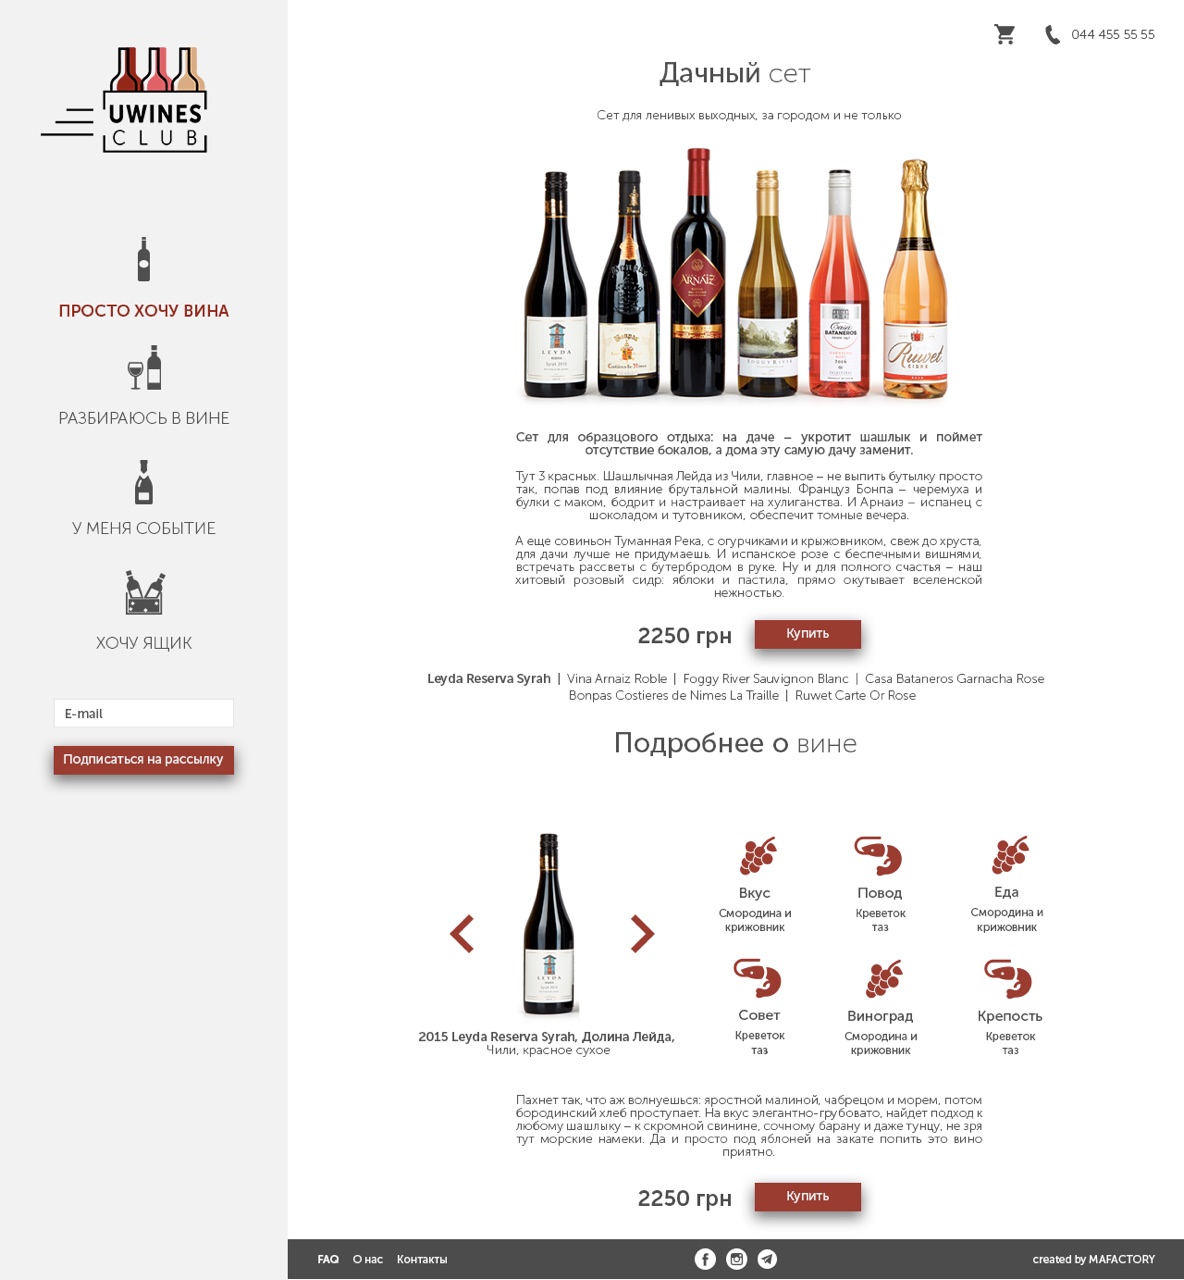 UWINES
CLUB
ПРОСТО ХОЧУ ВИНА
РАЗБИРАЮСЬ В ВИНЕ
У МЕНЯ СОБЫТИЕ
ХОЧУ ЯЩИК
E-mail
Подписаться на рассылку
044 455 55 55
Дачный сет
Сет для ленивых выходных, за городом и не только
LEYDA
ARNAIZ
FOGGY RIVER
Casa
BATANEROS
Ruwet
CIDRE
Сет для образцового отдыха: на даче – укротит шашлык и поймет
отсутствие бокалов, а дома эту самую дачу заменит.
Тут 3 красных. Шашлычная Лейда из Чили, главное – не выпить бутылку просто
так, попав под влияние брутальной малины. Француз Бонпа – черемуха и
булки с маком, бодрит и настраивает на хулиганства. И Арнаиз – испанец с
шоколадом и тутовником, обеспечит томные вечера.
А еще совиньон Туманная Река, с огурчиками и крыжовником, свеж до хруста,
для дачи лучше не придумаешь. И испанское розе с беспечными вишнями,
встречать рассветы с бутербродом в руке. Ну и для полного счастья – наш
хитовый розовый сидр: яблоки и пастила, прямо окутывает вселенской
нежностью.
2250 грн
Купить
Leyda Reserva Syrah | Vina Arnaiz Roble | Foggy River Sauvignon Blanc | Casa Bataneros Garnacha Rose
Bonpas Costieres de Nimes La Traille | Ruwet Carte Or Rose
Подробнее о вине
LEYDA
Вкус
Смородина и
крижовник
Повод
Креветок
таз
Еда
Смородина и
крижовник
Совет
Креветок
таз
Виноград
Смородина и
крижовник
Крепость
Креветок
таз
2015 Leyda Reserva Syrah, Долина Лейда,
Чили, красное сухое
Пахнет так, что аж волнуешься: яростной малиной, чабрецом и морем, потом
бородинский хлеб проступает. На вкус элегантно-грубовато, найдет подход к
любому шашлыку – к скромной свинине, сочному барану и даже тунцу, не зря
тут морские намеки. Да и просто под яблоней на закате попить это вино
приятно.
2250 грн
Купить
FAQ
О нас
Контакты
created by MAFACTORY